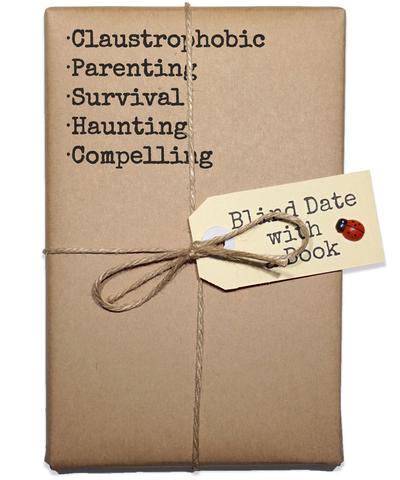 ·Claustrophobic
·Parenting
·Survival
·Haunting
·Compelling
Blind Date
with
Book